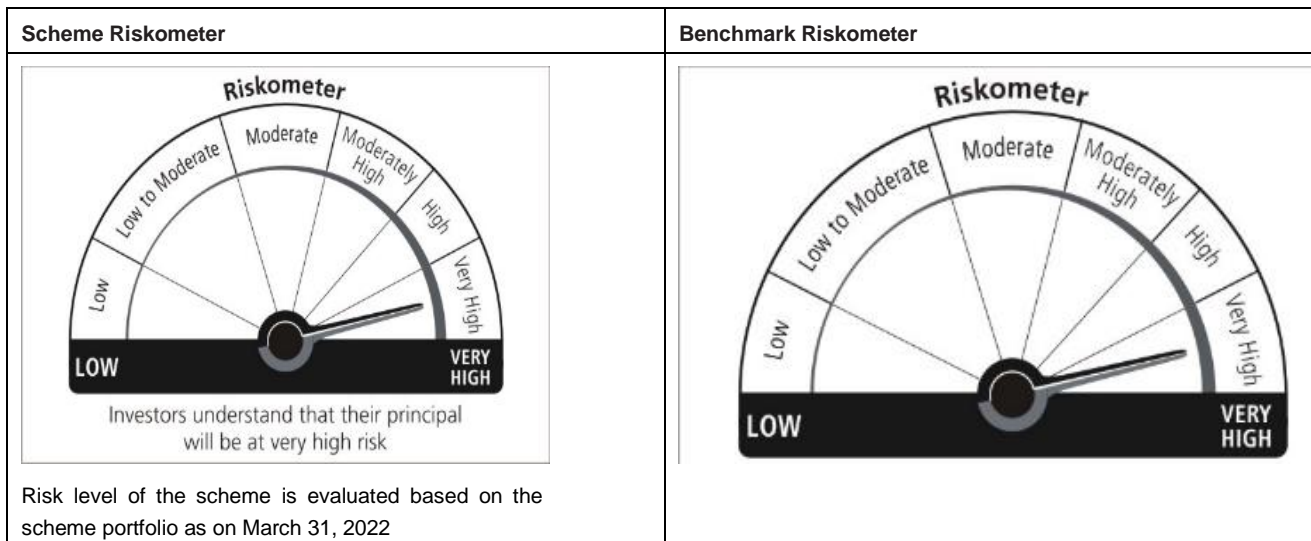 Scheme Riskometer
Benchmark Riskometer
Riskometer
Low
Low to Moderate
Moderate
Moderately
High
High
Very High
LOW
VERY
HIGH
Investors understand that their principal
will be at very high risk
Risk level of the scheme is evaluated based on the
scheme portfolio as on March 31, 2022
Riskometer
Low
Low to Moderate
Moderate
Moderately
High
High
Very High
LOW
VERY
HIGH